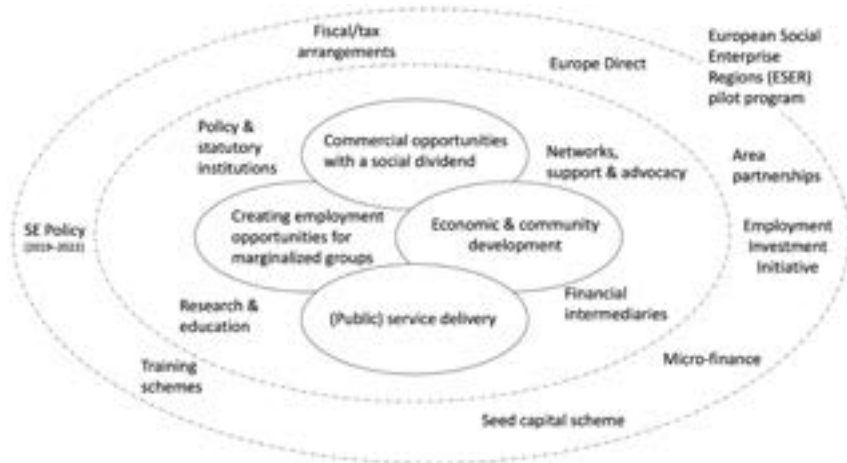 Fiscal/tax
arrangements
Europe Direct
European Social
Enterprise
Regions (ESER)
pilot program
Policy &
statutory
institutions
Commercial opportunities
with a social dividend
Networks,
support & advocacy
Area
partnerships
SE Policy
(2019–2022)
Creating employment
opportunities for
marginalized groups
Economic & community
development
Employment
Investment
Initiative
Research &
education
(Public) service delivery
Financial
intermediaries
Training
schemes
Micro-finance
Seed capital scheme